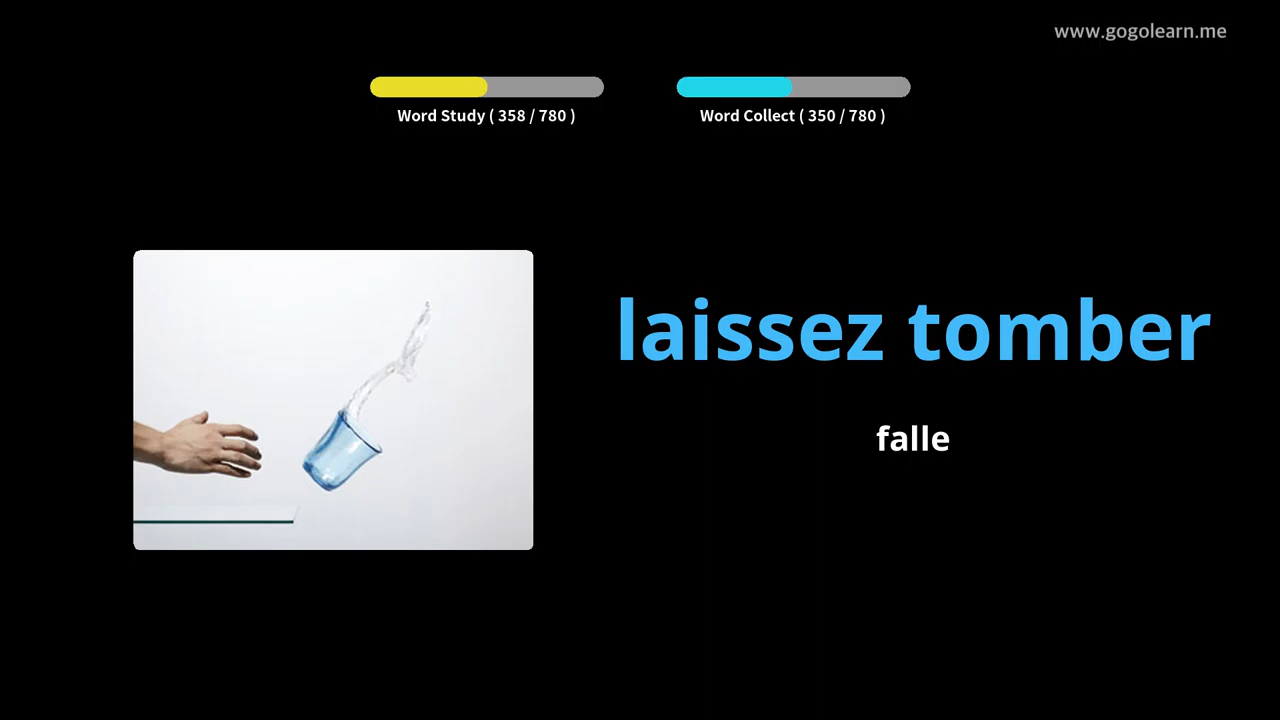 www.gogolearn.me
Word Study ( 358 / 780 )
Word Collect ( 350 / 780 )
laissez tomber
falle